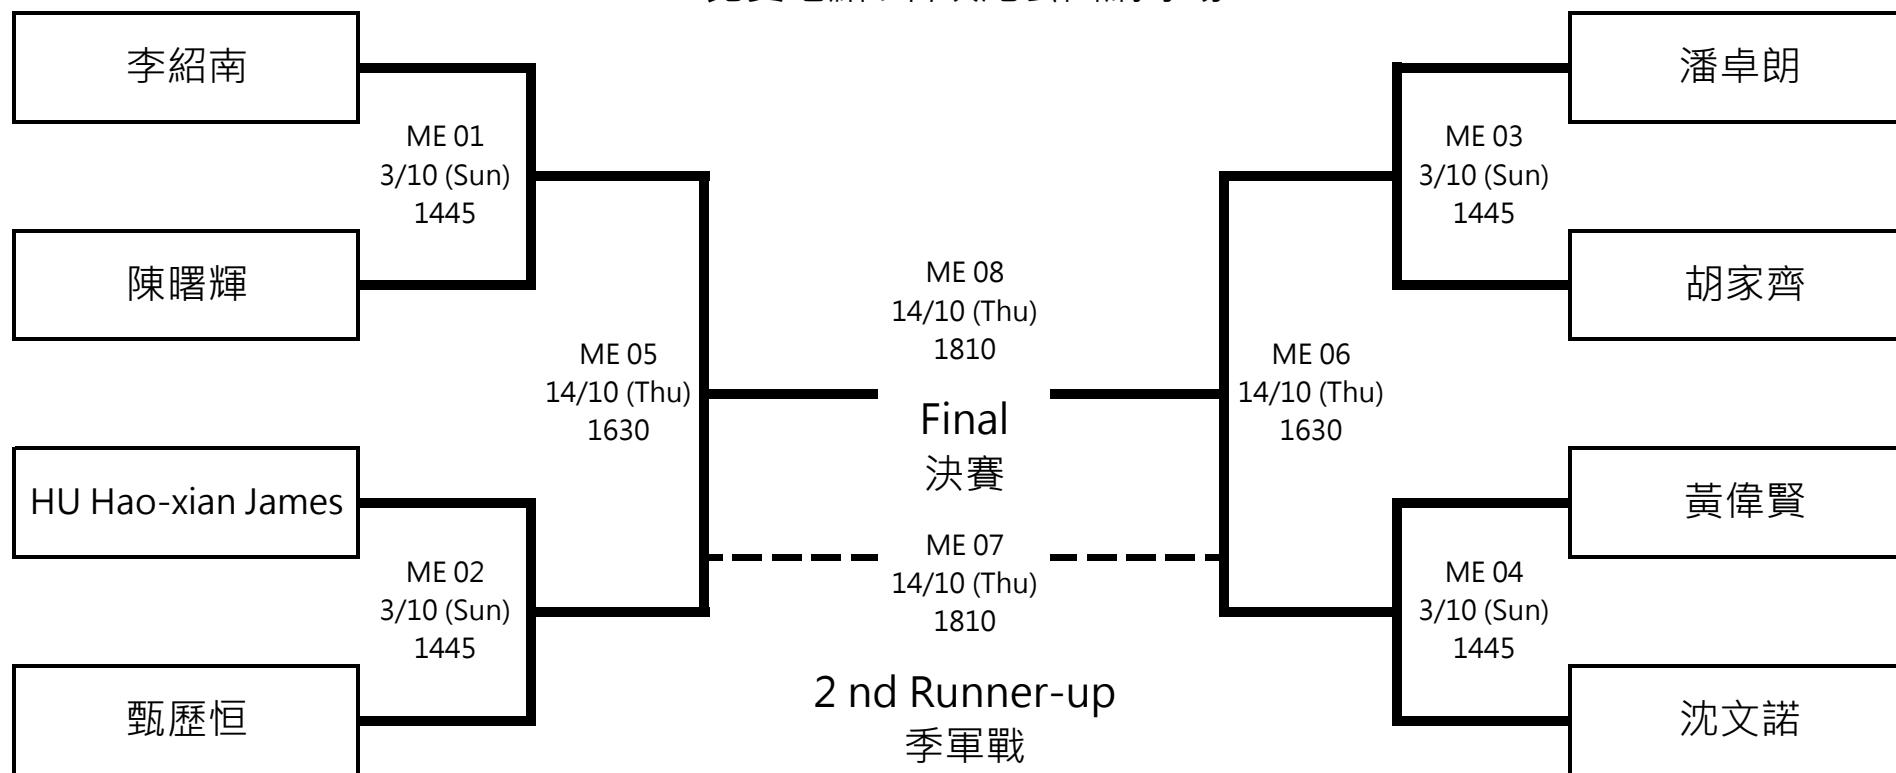 李紹南
ME 01
3/10 (Sun)
1445
陳曙輝
ME 05
14/10 (Thu)
1630
HU Hao-xian James
ME 02
3/10 (Sun)
1445
甄歷恒
ME 08
14/10 (Thu)
1810
Final
決賽
ME 07
14/10 (Thu)
1810
2 nd Runner-up
季軍戰
潘卓朗
ME 03
3/10 (Sun)
1445
胡家齊
ME 06
14/10 (Thu)
1630
黃偉賢
ME 04
3/10 (Sun)
1445
沈文諾